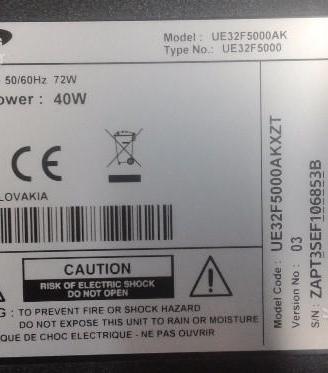 Model : UE32F5000AK
Type No.: UE32F5000
50/60Hz 72W
ower : 40W
CE
LOVAKIA
CAUTION
RISK OF ELECTRIC SHOCK
DO NOT OPEN
G : TO PREVENT FIRE OR SHOCK HAZARD
DO NOT EXPOSE THIS UNIT TO RAIN OR MOISTURE
QUE DE CHOC ELECTRIQUE - NE PAS OUVRIR
Model Code : UE32F5000AKXZT
Version No : 03
S/N : ZAPT3SEF106853B